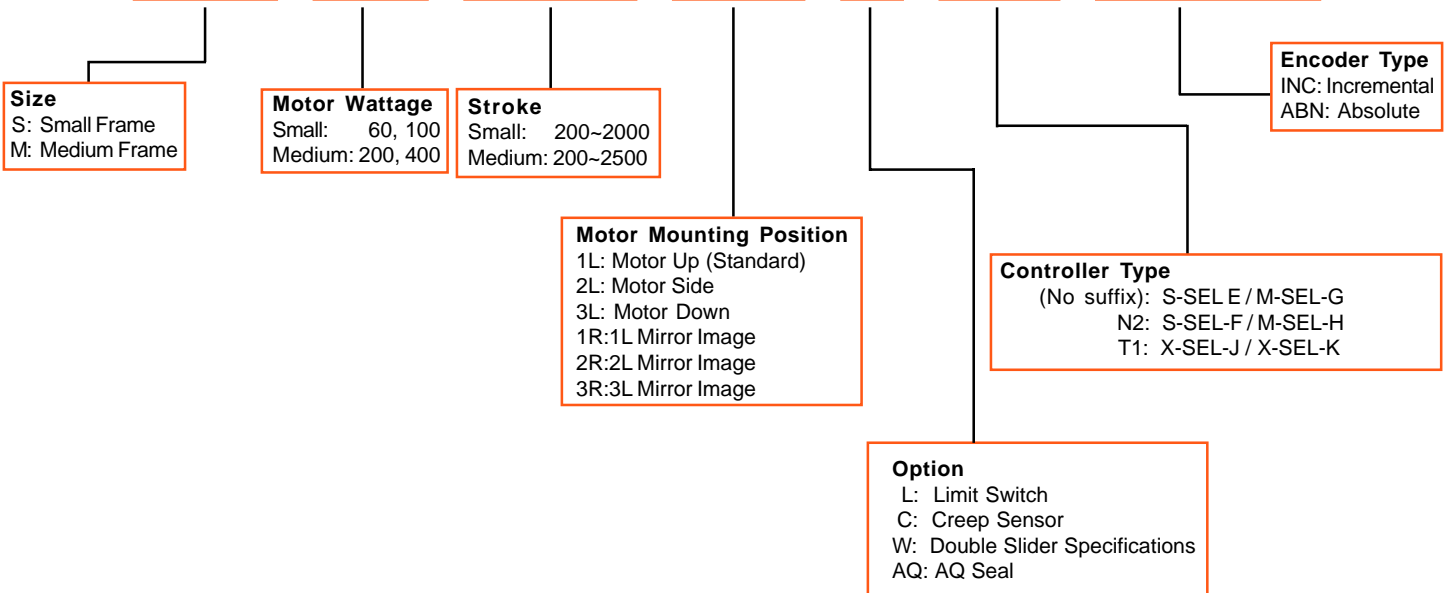 Size
S: Small Frame
M: Medium Frame
Motor Wattage
Small: 60, 100
Medium: 200, 400
Stroke
Small: 200~2000
Medium: 200~2500
Encoder Type
INC: Incremental
ABN: Absolute
Motor Mounting Position
1L: Motor Up (Standard)
2L: Motor Side
3L: Motor Down
1R:1L Mirror Image
2R:2L Mirror Image
3R:3L Mirror Image
Controller Type
(No suffix): S-SEL E / M-SEL-G
N2: S-SEL-F / M-SEL-H
T1: X-SEL-J / X-SEL-K
Option
L: Limit Switch
C: Creep Sensor
W: Double Slider Specifications
AQ: AQ Seal